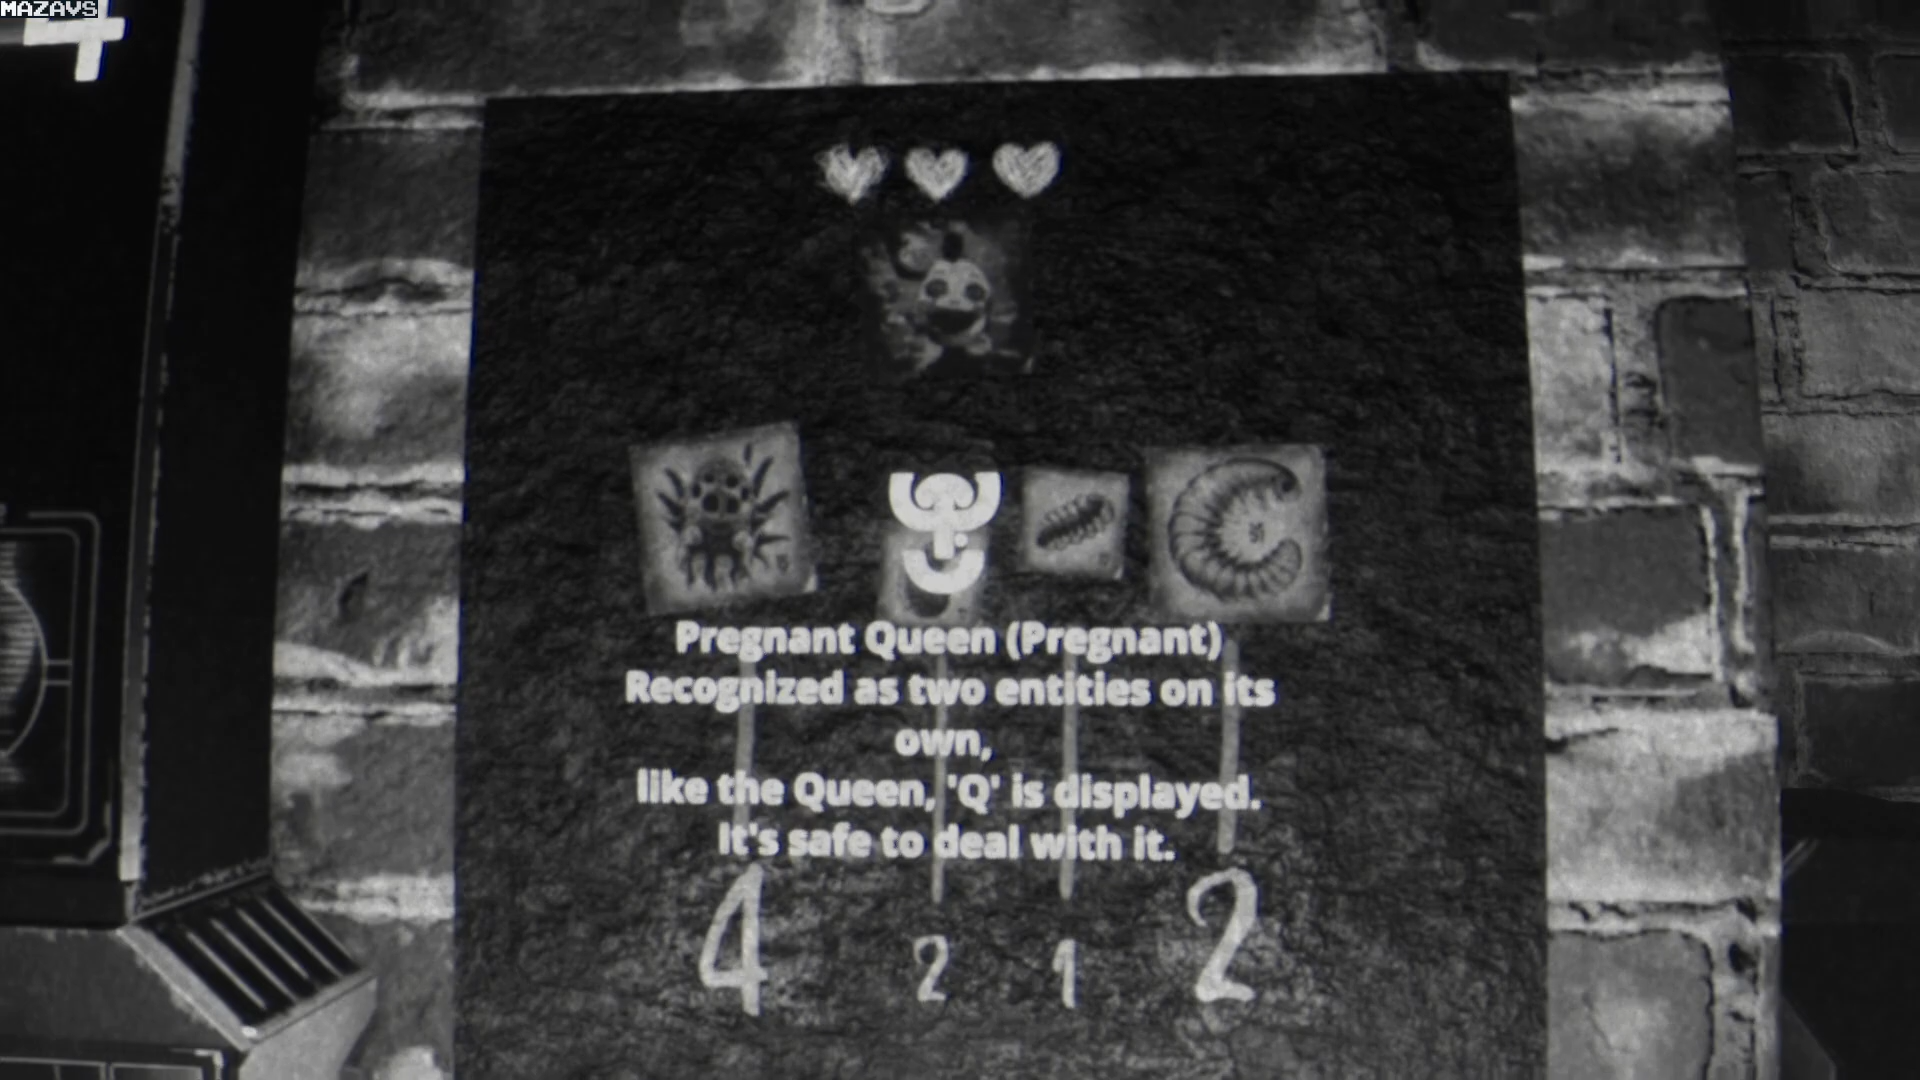 MAZAVS
Pregnant Queen (Pregnant)
Recognized as two entities on its
own,
like the Queen, 'Q' is displayed.
It's safe to deal with it.
4 2 1 2